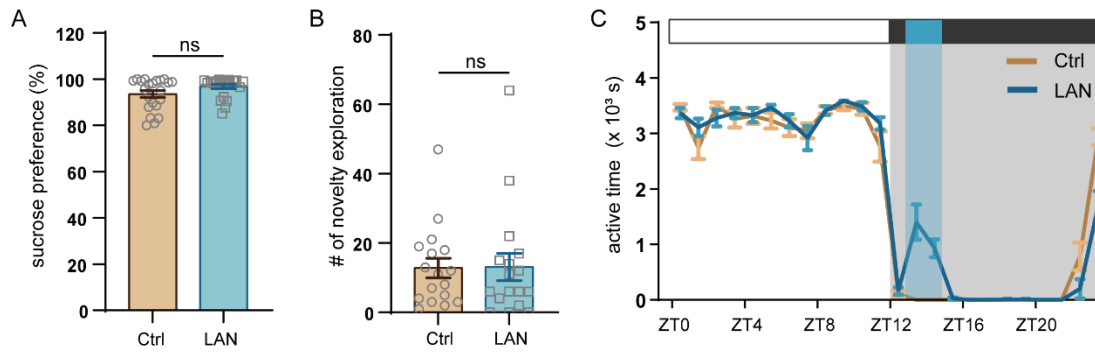 A
sucrose preference (%)
120
100
80
60
40
20
0
ns
Ctrl
LAN
B
# of novelty exploration
80
60
40
20
0
ns
Ctrl
LAN
C
active time (x 10³ s)
5
4
3
2
1
0
Ctrl
LAN
ZT0
ZT4
ZT8
ZT12
ZT16
ZT20